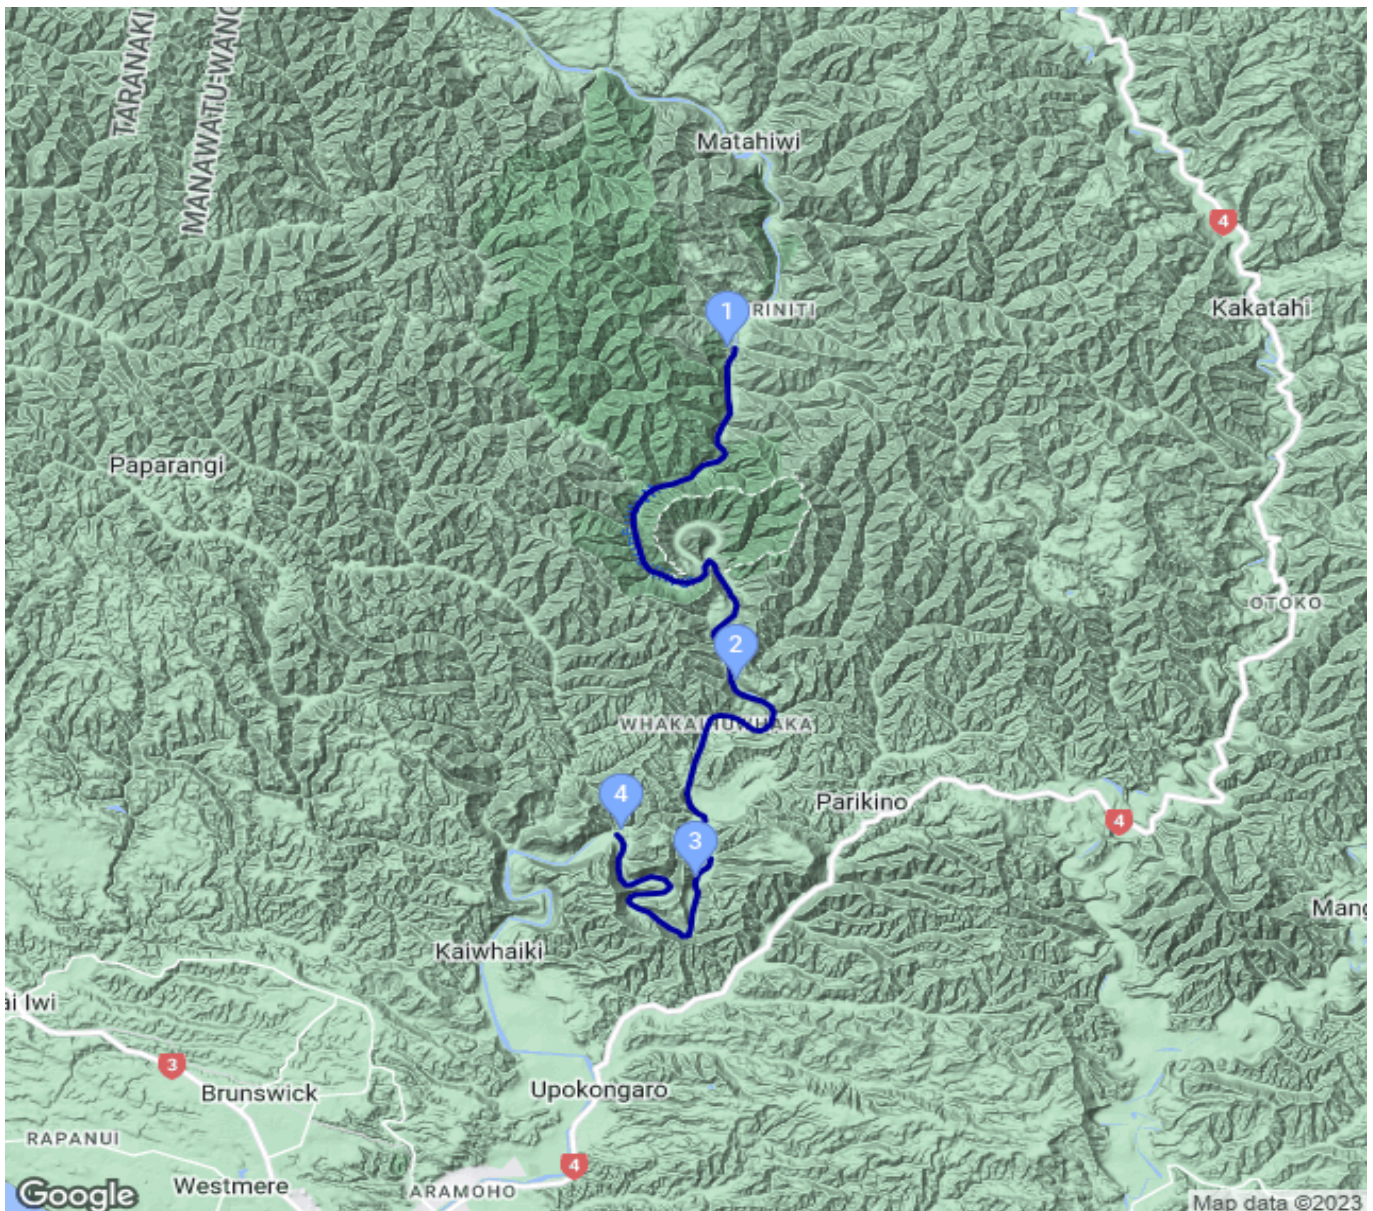 TARANAKI
MANAWATU-WANG
Matahiwi
4
1
RINITI
Kakatahi
Paparangi
OTOKO
2
WHAKAIHUWHAKA
4
Parikino
4
3
Mang
Kaiwhaiki
ai Iwi
3
Brunswick
Upokongaro
RAPANUI
4
Westmere
ARAMOHO
Google
Map data ©2023